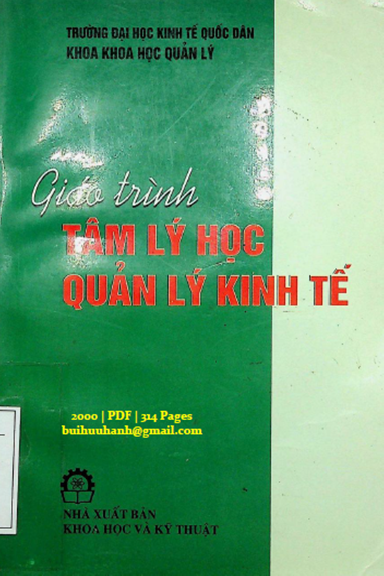 TRƯỜNG ĐẠI HỌC KINH TẾ QUỐC DÂN
KHOA KHOA HỌC QUẢN LÝ
Giáo trình
TÂM LÝ HỌC
QUẢN LÝ KINH TẾ
2000 | PDF | 314 Pages
buihuuhanh@gmail.com
NHÀ XUẤT BẢN
KHOA HỌC VÀ KỸ THUẬT